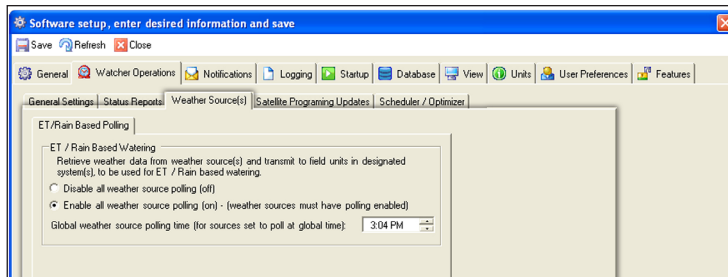 Software setup, enter desired information and save
Save Refresh Close
General Watcher Operations Notifications Logging Startup Database View Units User Preferences Features
General Settings Status Reports Weather Source(s) Satellite Programing Updates Scheduler / Optimizer
ET/Rain Based Polling
ET / Rain Based Watering
Retrieve weather data from weather source(s) and transmit to field units in designated
system(s), to be used for ET / Rain based watering.
Disable all weather source polling (off)
Enable all weather source polling (on) - (weather sources must have polling enabled)
Global weather source polling time (for sources set to poll at global time): 3:04 PM